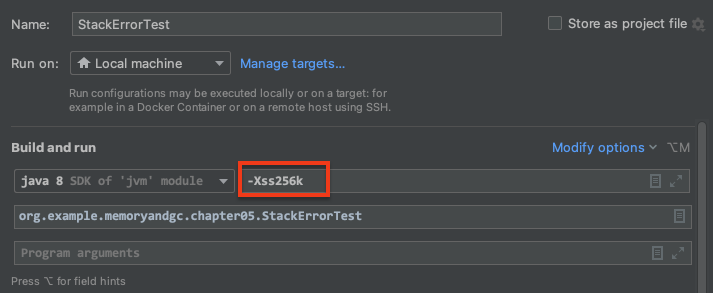 Name: StackErrorTest Store as project file
Run on: Local machine Manage targets...
Run configurations may be executed locally or on a target: for
example in a Docker Container or on a remote host using SSH.
Build and run Modify options ⌥M
java 8 SDK of 'jvm' module -Xss256k
org.example.memoryandgc.chapter05.StackErrorTest
Program arguments
Press ⌥ for field hints